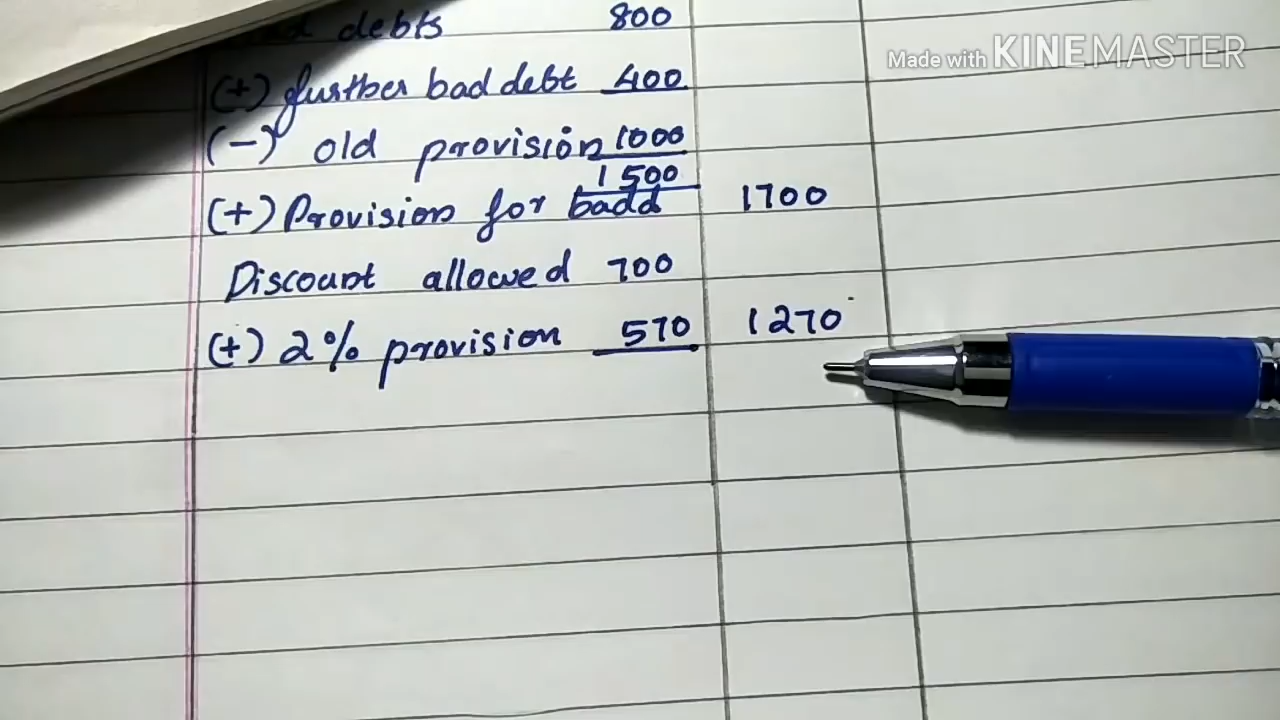 debts 800
Made with KINEMASTER
(+) further bad debt 400
(-) old provision 1000
1500
(+) Provision for badd 1700
Discount allowed 700
(+) 2% provision 570 1270